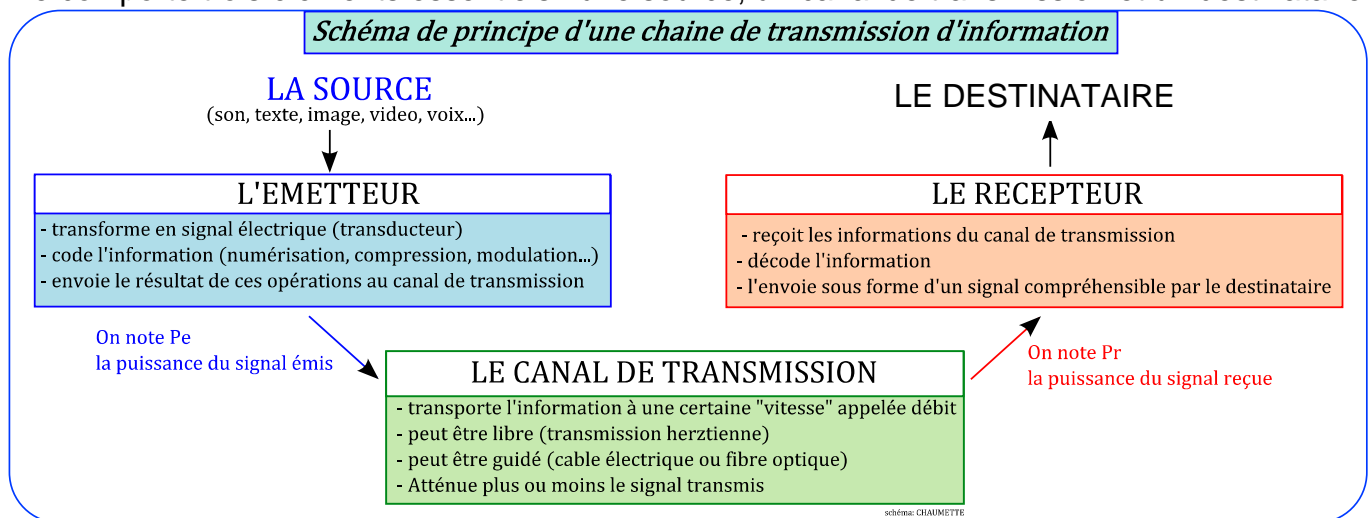 Schéma de principe d'une chaine de transmission d'information
LA SOURCE
(son, texte, image, video, voix...)
L'EMETTEUR
- transforme en signal électrique (transducteur)
- code l'information (numérisation, compression, modulation...)
- envoie le résultat de ces opérations au canal de transmission
On note Pe
la puissance du signal émis
LE CANAL DE TRANSMISSION
- transporte l'information à une certaine "vitesse" appelée débit
- peut être libre (transmission herztienne)
- peut être guidé (cable électrique ou fibre optique)
- Atténue plus ou moins le signal transmis
schéma: CHAUMETTE
On note Pr
la puissance du signal reçue
LE RECEPTEUR
- reçoit les informations du canal de transmission
- décode l'information
- l'envoie sous forme d'un signal compréhensible par le destinataire
LE DESTINATAIRE